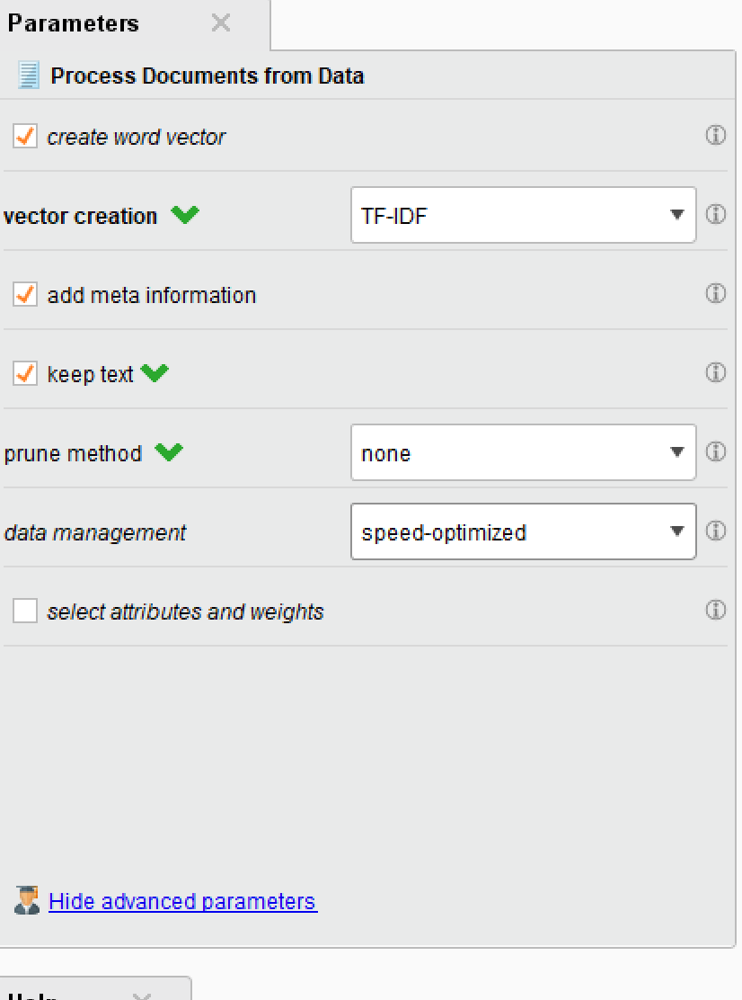 Parameters
Process Documents from Data
create word vector
vector creation TF-IDF
add meta information
keep text
prune method none
data management speed-optimized
select attributes and weights
Hide advanced parameters
Help